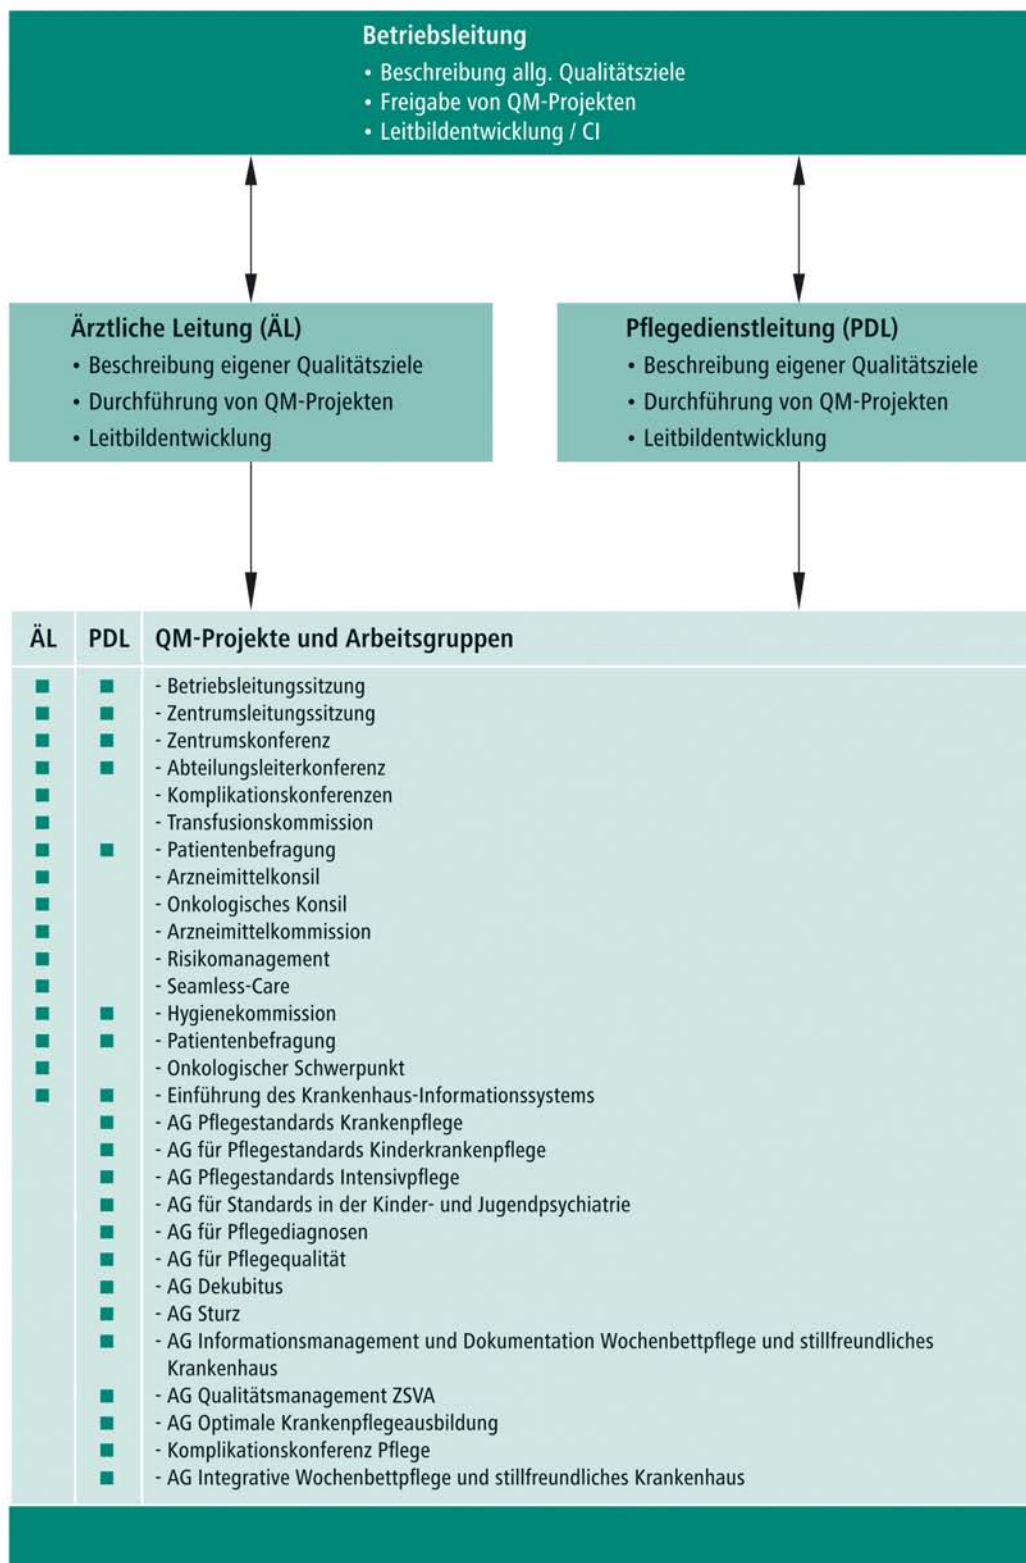 Betriebsleitung
• Beschreibung allg. Qualitätsziele
• Freigabe von QM-Projekten
• Leitbildentwicklung / CI
Ärztliche Leitung (ÄL)
• Beschreibung eigener Qualitätsziele
• Durchführung von QM-Projekten
• Leitbildentwicklung
Pflegedienstleitung (PDL)
• Beschreibung eigener Qualitätsziele
• Durchführung von QM-Projekten
• Leitbildentwicklung
ÄL PDL QM-Projekte und Arbeitsgruppen
■ ■ - Betriebsleitungssitzung
■ ■ - Zentrumsleitungssitzung
■ ■ - Zentrumskonferenz
■ ■ - Abteilungsleiterkonferenz
■ - Komplikationskonferenzen
■ - Transfusionskommission
■ ■ - Patientenbefragung
■ - Arzneimittelkonsil
■ - Onkologisches Konsil
■ - Arzneimittelkommission
■ - Risikomanagement
■ - Seamless-Care
■ ■ - Hygienekommission
■ ■ - Patientenbefragung
■ - Onkologischer Schwerpunkt
■ ■ - Einführung des Krankenhaus-Informationssystems
■ - AG Pflegestandards Krankenpflege
■ - AG für Pflegestandards Kinderkrankenpflege
■ - AG Pflegestandards Intensivpflege
■ - AG für Standards in der Kinder- und Jugendpsychiatrie
■ - AG für Pflegediagnosen
■ - AG für Pflegequalität
■ - AG Dekubitus
■ - AG Sturz
■ - AG Informationsmanagement und Dokumentation Wochenbettpflege und stillfreundliches
Krankenhaus
■ - AG Qualitätsmanagement ZSVA
■ - AG Optimale Krankenpflegeausbildung
■ - Komplikationskonferenz Pflege
■ - AG Integrative Wochenbettpflege und stillfreundliches Krankenhaus